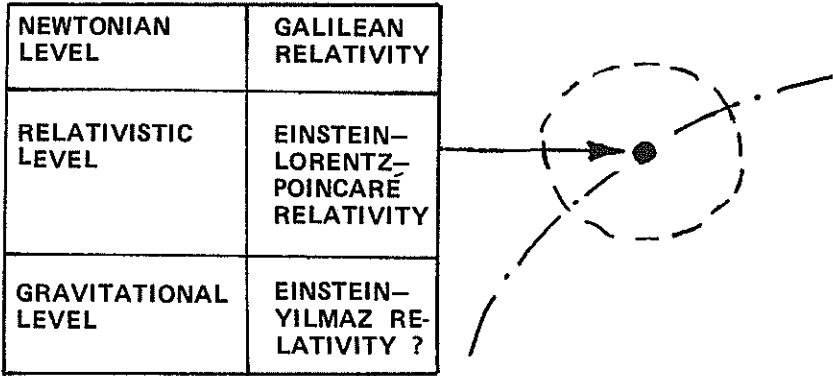 NEWTONIAN
LEVEL
GALILEAN
RELATIVITY
RELATIVISTIC
LEVEL
EINSTEIN–
LORENTZ–
POINCARÉ
RELATIVITY
GRAVITATIONAL
LEVEL
EINSTEIN–
YILMAZ RE-
LATIVITY ?